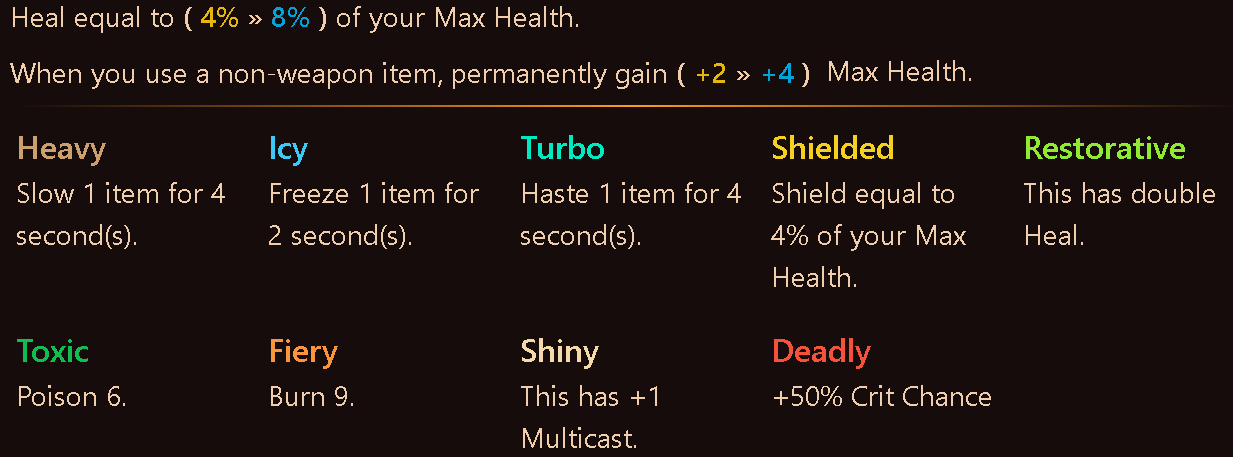 Heal equal to ( 4% » 8% ) of your Max Health.
When you use a non-weapon item, permanently gain ( +2 » +4 ) Max Health.
Heavy
Slow 1 item for 4
second(s).
Icy
Freeze 1 item for
2 second(s).
Turbo
Haste 1 item for 4
second(s).
Shielded
Shield equal to
4% of your Max
Health.
Restorative
This has double
Heal.
Toxic
Poison 6.
Fiery
Burn 9.
Shiny
This has +1
Multicast.
Deadly
+50% Crit Chance